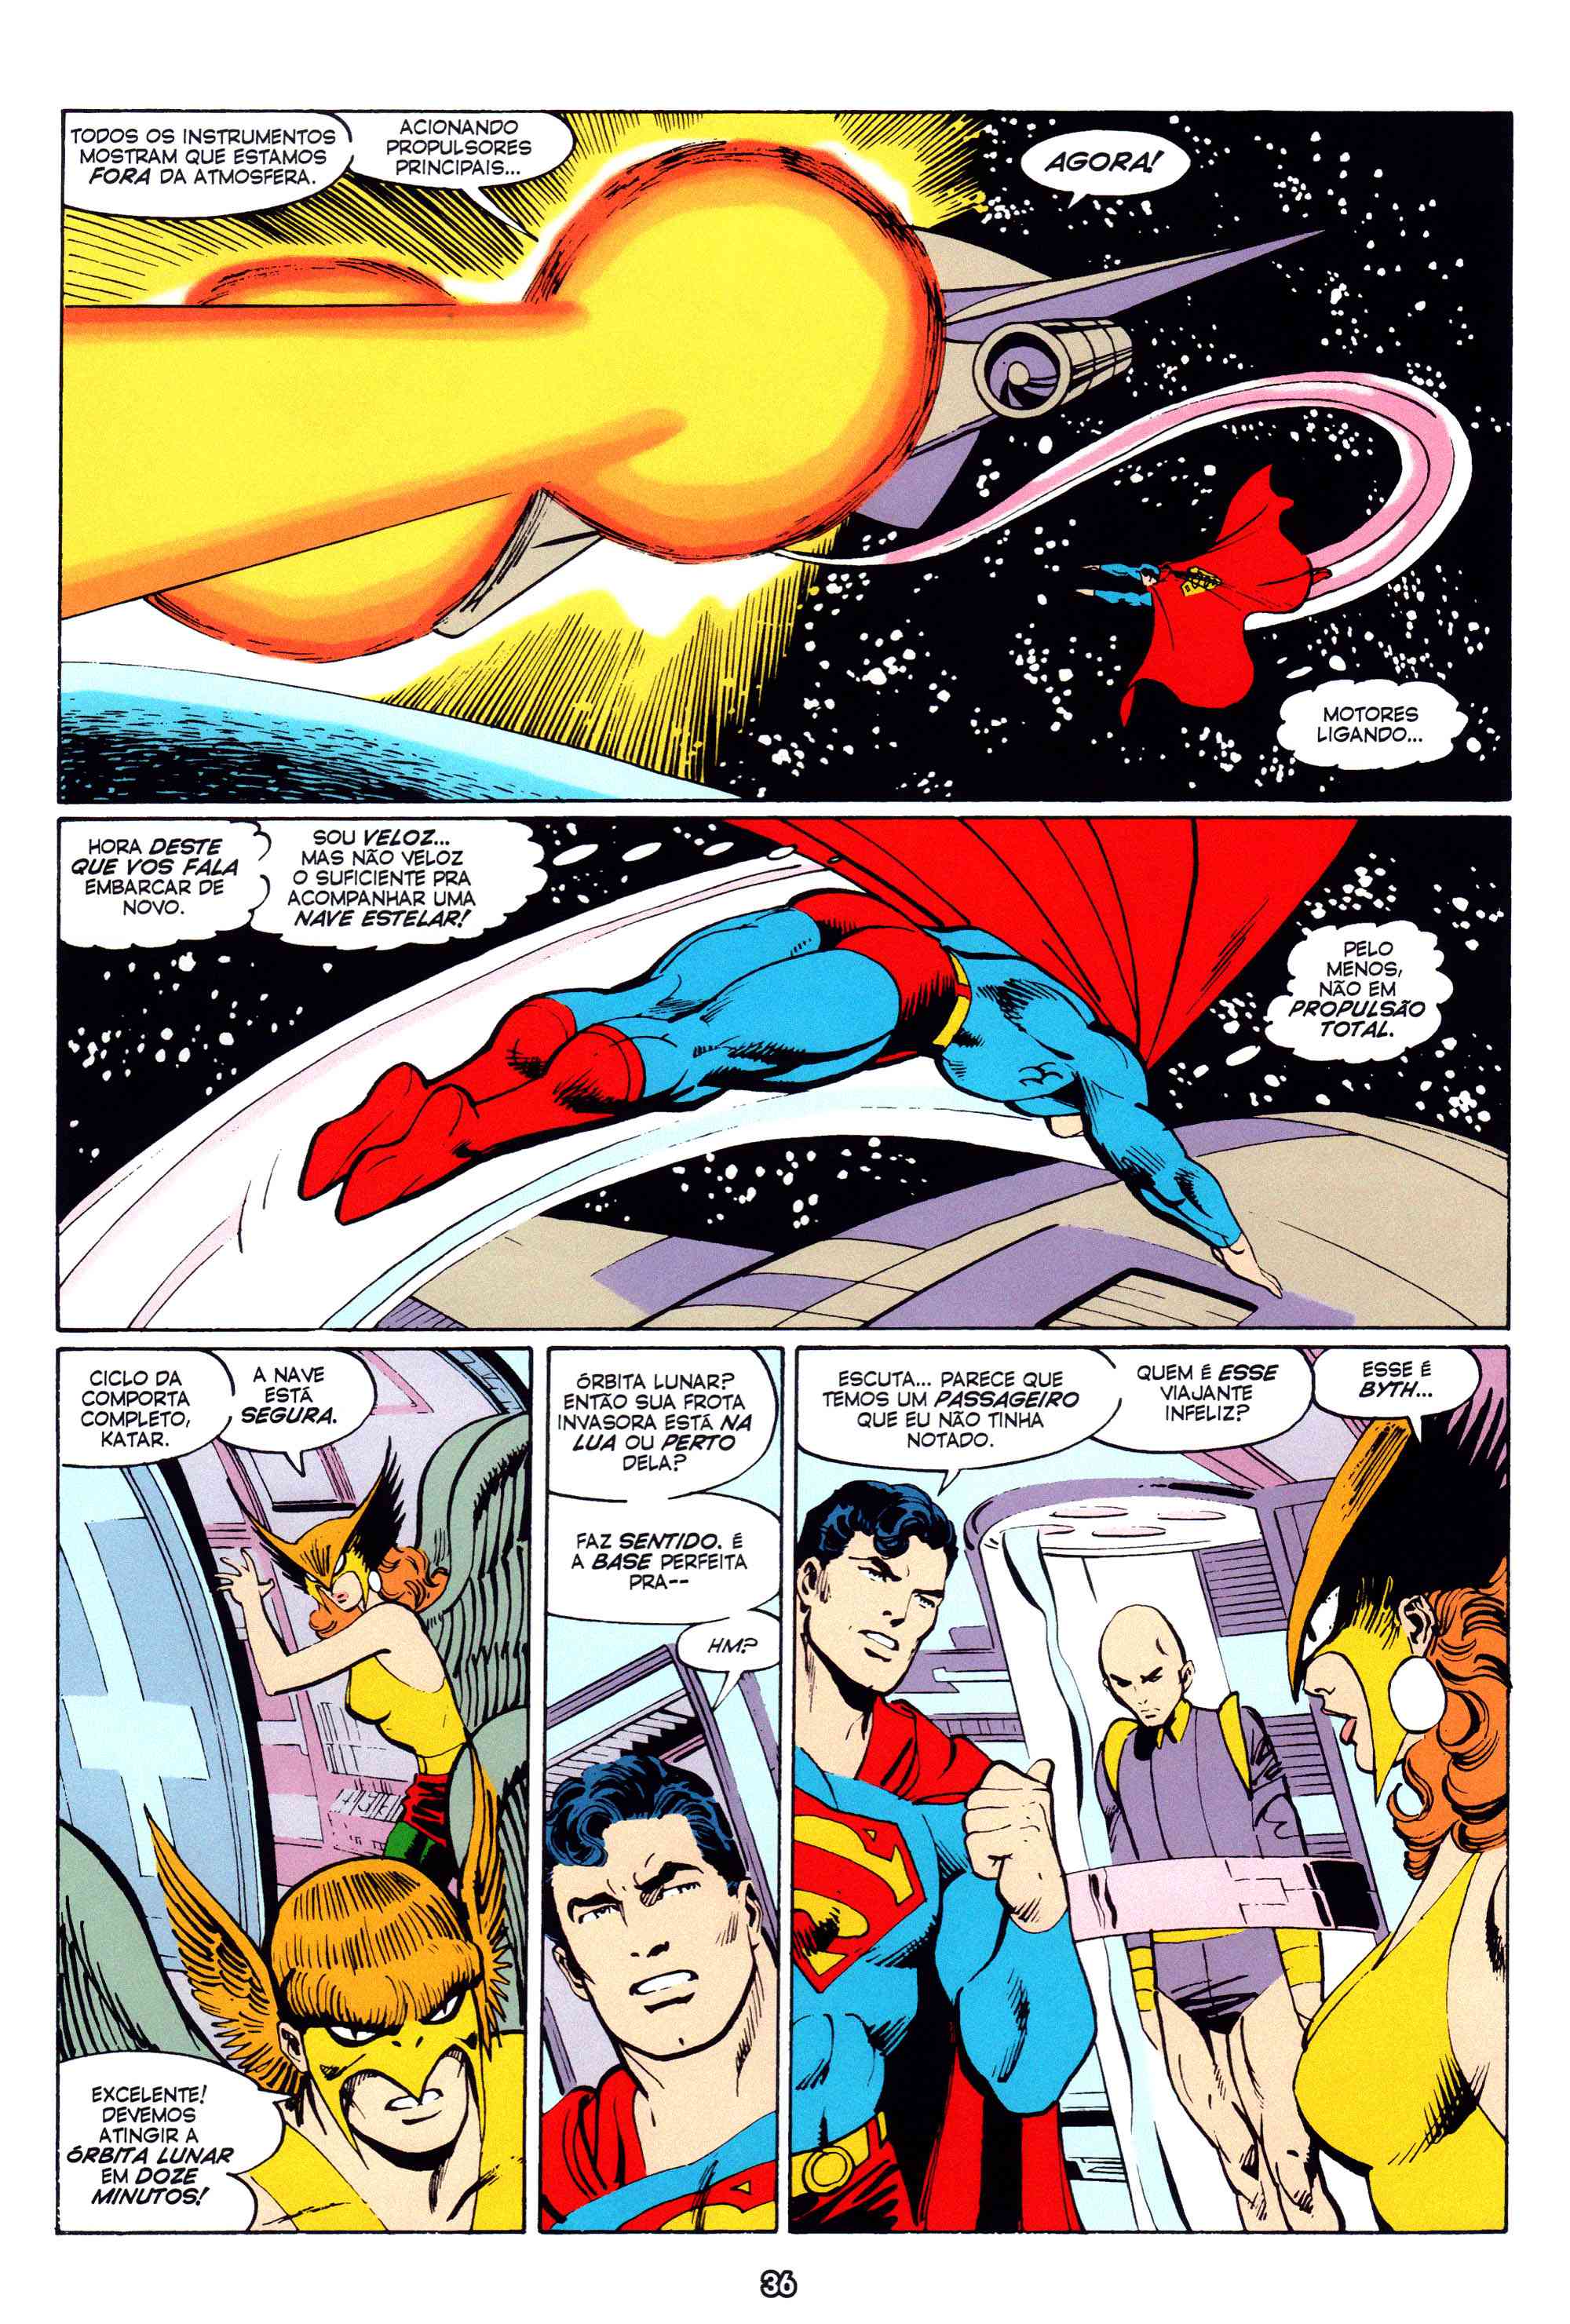 TODOS OS INSTRUMENTOS
MOSTRAM QUE ESTAMOS
FORA DA ATMOSFERA.
ACIONANDO
PROPULSORES
PRINCIPAIS...
AGORA!
MOTORES
LIGANDO...
HORA DESTE
QUE VOS FALA
EMBARCAR DE
NOVO.
SOU VELOZ...
MAS NÃO VELOZ
O SUFICIENTE PRA
ACOMPANHAR UMA
NAVE ESTELAR!
PELO
MENOS,
NÃO EM
PROPULSÃO
TOTAL.
CICLO DA
COMPORTA
COMPLETO,
KATAR.
A NAVE
ESTÁ
SEGURA.
EXCELENTE!
DEVEMOS
ATINGIR A
ÓRBITA LUNAR
EM DOZE
MINUTOS!
ÓRBITA LUNAR?
ENTÃO SUA FROTA
INVASORA ESTÁ NA
LUA OU PERTO
DELA?
FAZ SENTIDO. É
A BASE PERFEITA
PRA--
HM?
ESCUTA... PARECE QUE
TEMOS UM PASSAGEIRO
QUE EU NÃO TINHA
NOTADO.
QUEM É ESSE
VIAJANTE
INFELIZ?
ESSE É
BYTH...
36